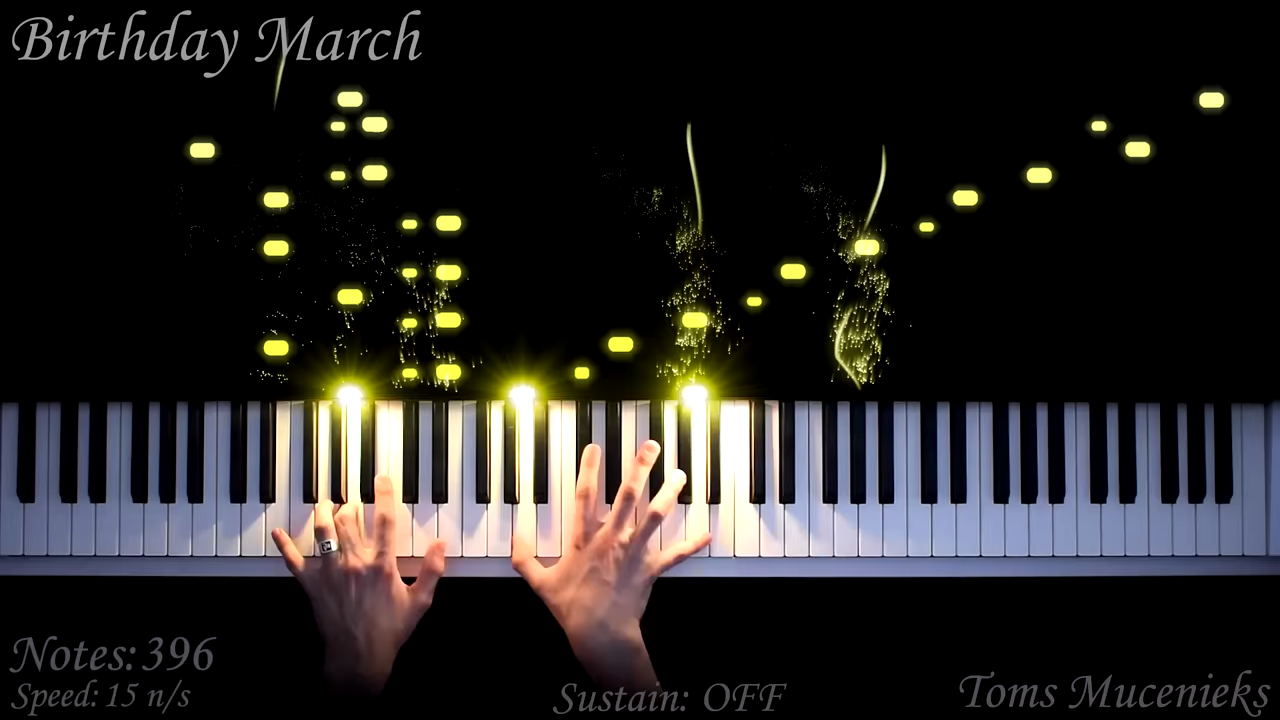 Birthday March
Notes: 396
Speed: 15 n/s
Sustain: OFF
Toms Mucenieks